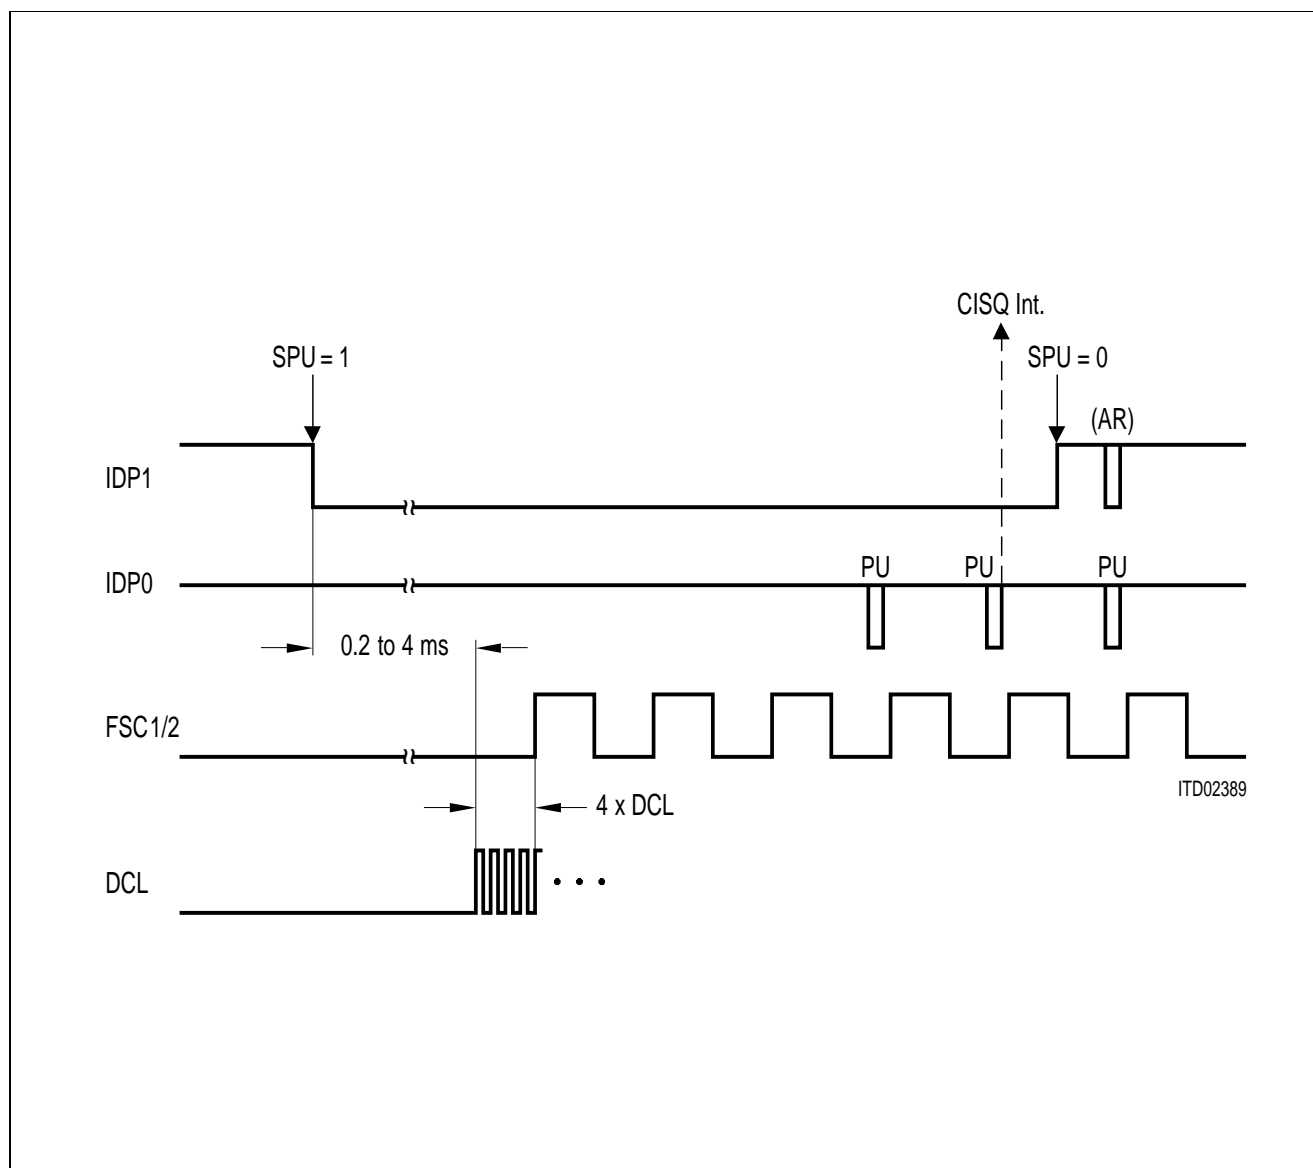 CISQ Int.
SPU = 1
SPU = 0
(AR)
IDP1
PU
PU
PU
IDP0
0.2 to 4 ms
FSC1/2
ITD02389
4 x DCL
DCL